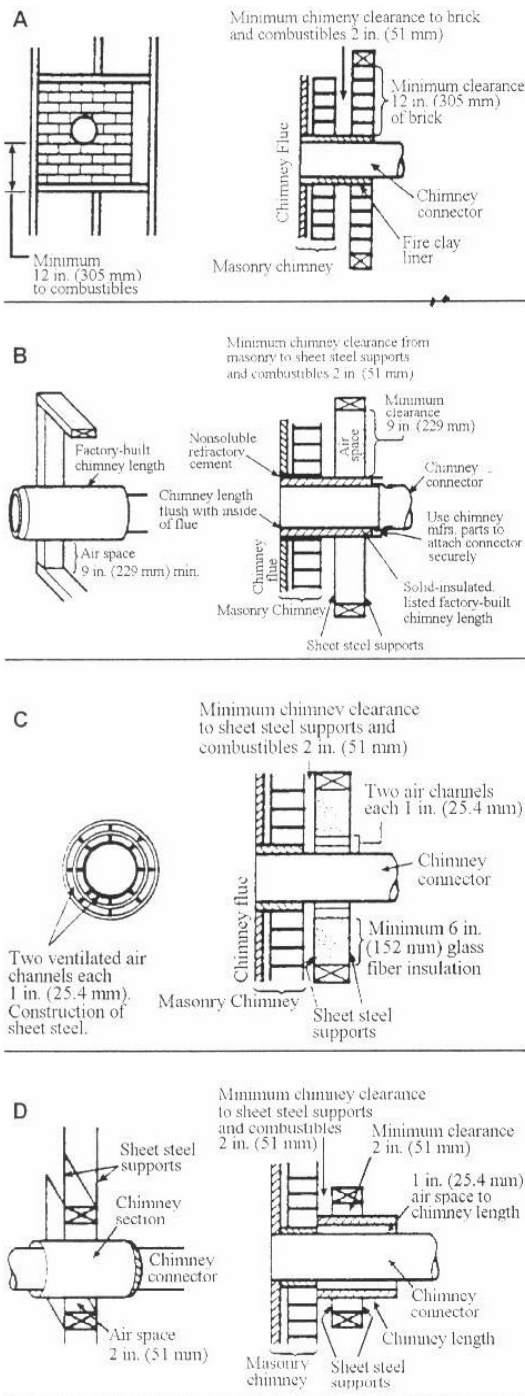 A
Minimum chimeny clearance to brick
and combustibles 2 in. (51 mm)
Minimum clearance
12 in. (305 mm)
of brick
Chimney Flue
Chimney
connector
Fire clay
liner
Masonry chimney
Minimum
12 in. (305 mm)
to combustibles
B
Minimum chimney clearance from
masonry to sheet steel supports
and combustibles 2 in. (51 mm)
Minimum
clearance
9 in. (229 mm)
Air
space
Factory-built
chimney length
Nonsoluble
refractory
cement
Chimney
connector
Chimney length
flush with inside
of flue
Use chimney
mfrs. parts to
attach connector
securely
Air space
9 in. (229 mm) min.
Chimney
flue
Solid-insulated,
listed factory-built
chimney length
Masonry Chimney
Sheet steel supports
C
Minimum chimney clearance
to sheet steel supports and
combustibles 2 in. (51 mm)
Two air channels
each 1 in. (25.4 mm)
Chimney
connector
Chimney flue
Two ventilated air
channels each
1 in. (25.4 mm).
Construction of
sheet steel.
Minimum 6 in.
(152 mm) glass
fiber insulation
Masonry Chimney
Sheet steel
supports
D
Minimum chimney clearance
to sheet steel supports
and combustibles
2 in. (51 mm)
Minimum clearance
2 in. (51 mm)
Sheet steel
supports
1 in. (25.4 mm)
air space to
chimney length
Chimney
section
Chimney
connector
Chimney
connector
Air space
2 in. (51 mm)
Chimney length
Masonry
chimney
Sheet steel
supports